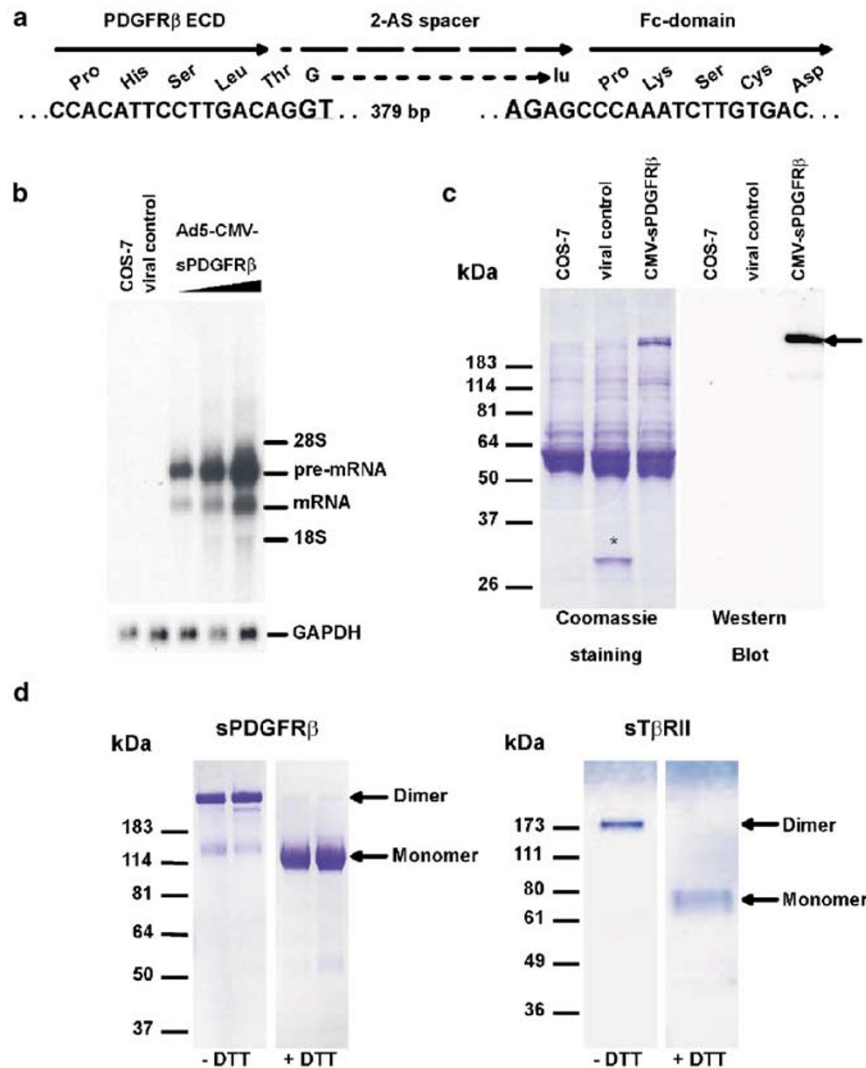 a
PDGFRβ ECD 2-AS spacer Fc-domain
Pro His Ser Leu Thr G lu Pro Lys Ser Cys Asp
. . .CCACATTCCTTGACAGGT . . 379 bp . . AGAGCCCAAATCTTGTGAC. . .
b
COS-7
viral control
Ad5-CMV-
sPDGFRβ
28S
pre-mRNA
mRNA
18S
GAPDH
c
kDa
COS-7
viral control
CMV-sPDGFRβ
COS-7
viral control
CMV-sPDGFRβ
183
114
81
64
50
37
*
26
Coomassie
staining
Western
Blot
d
sPDGFRβ
kDa
Dimer
183
Monomer
114
81
64
50
37
- DTT + DTT
sTβRII
kDa
173
Dimer
111
80
Monomer
61
49
36
- DTT + DTT